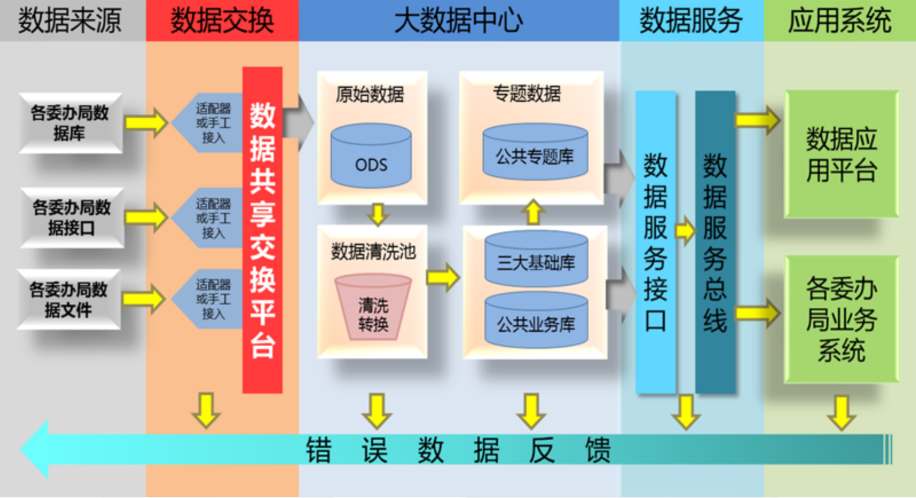 数据来源
数据交换
大数据中心
数据服务
应用系统
各委办局数
据库
各委办局数
据接口
各委办局数
据文件
适配器
或手工
接入
适配器
或手工
接入
适配器
或手工
接入
数据共享交换平台
原始数据
ODS
数据清洗池
清洗
转换
专题数据
公共专题库
三大基础库
公共业务库
数据服务接口
数据服务总线
数据应
用平台
各委办
局业务
系统
错误数据反馈